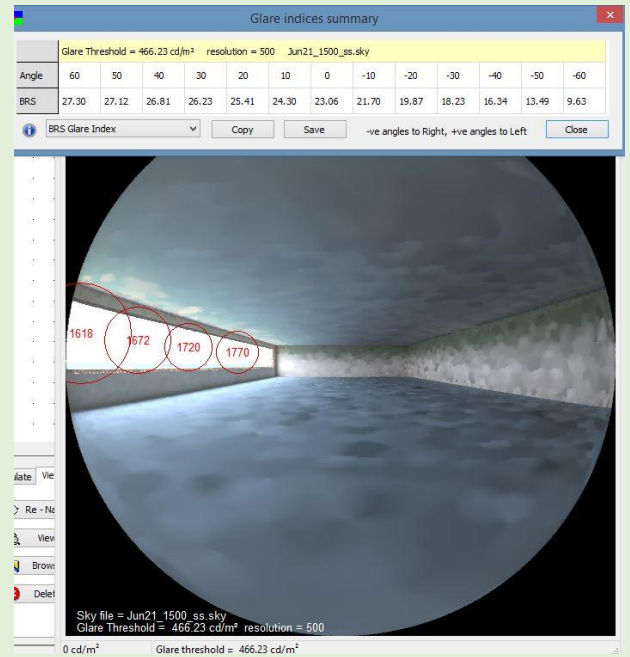 Glare indices summary
Glare Threshold = 466.23 cd/m² resolution = 500 Jun21_1500_ss.sky
Angle 60 50 40 30 20 10 0 -10 -20 -30 -40 -50 -60
BRS 27.30 27.12 26.81 26.23 25.41 24.30 23.06 21.70 19.87 18.23 16.34 13.49 9.63
BRS Glare Index Copy Save -ve angles to Right, +ve angles to Left Close
1618 1672 1720 1770
ulate Vie
Re - Na
View
Brows
Delet
Sky file = Jun21_1500_ss.sky
Glare Threshold = 466.23 cd/m² resolution = 500
0 cd/m² Glare threshold = 466.23 cd/m²